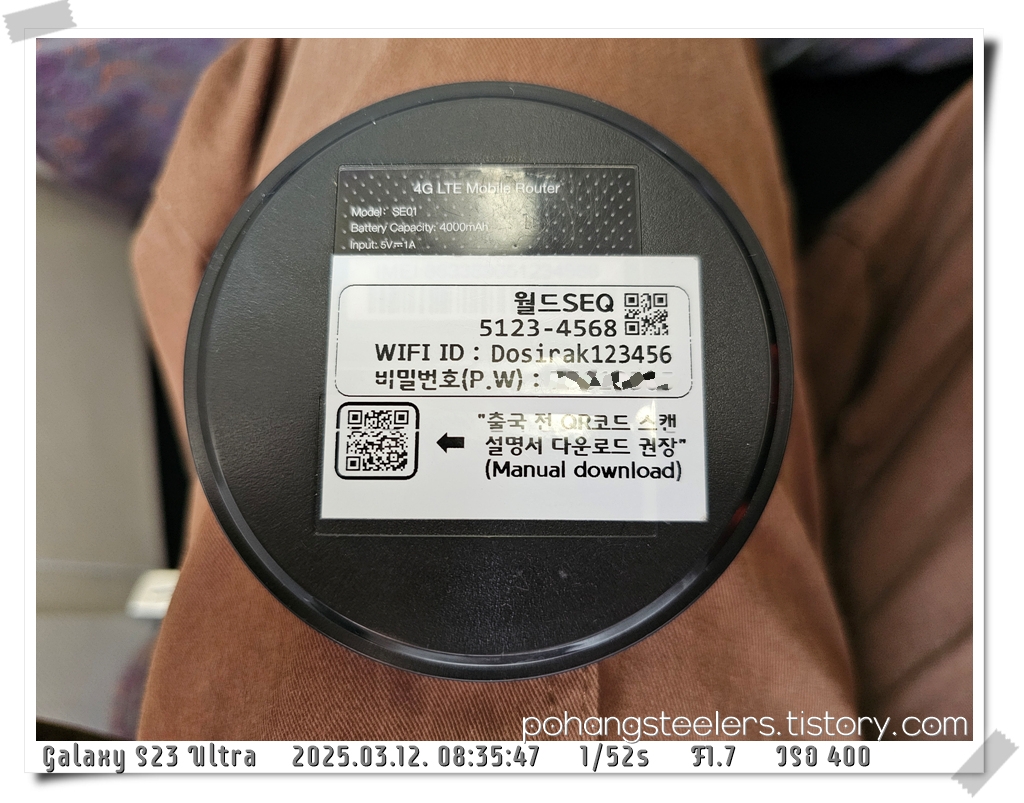 4G LTE Mobile Router
Model: SE01
Battery Capacity: 4000mAh
Input: 5V⎓1A
월드SEQ
5123-4568
WIFI ID : Dosirak123456
비밀번호(P.W) :
"출국 전 QR코드 스캔
설명서 다운로드 권장"
(Manual download)
pohangsteelers.tistory.com
Galaxy S23 Ultra 2025.03.12. 08:35:47 1/52s F1.7 ISO 400